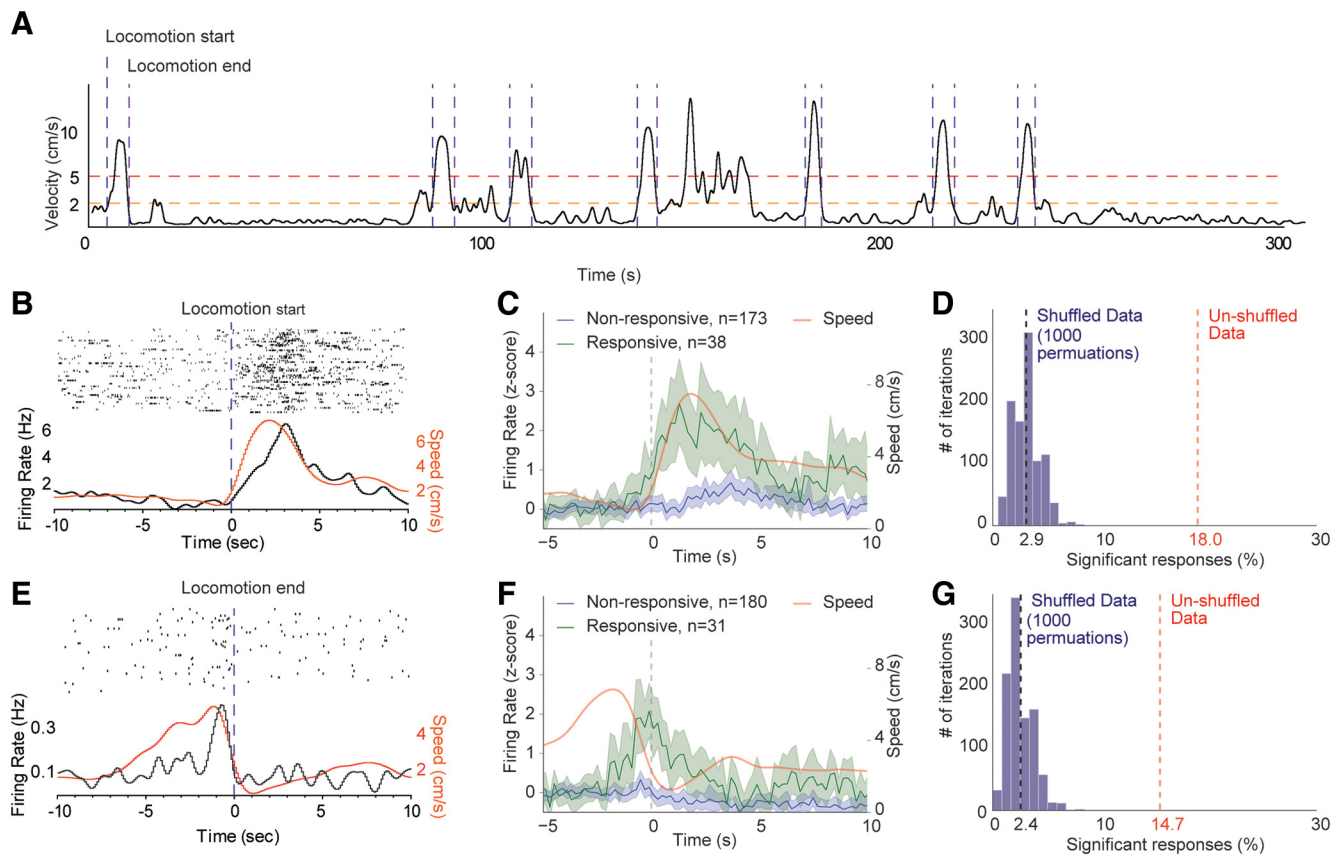 A
Locomotion start
Locomotion end
Velocity (cm/s)
10
5
2
0
100
200
300
Time (s)
B
Locomotion start
Firing Rate (Hz)
6
4
2
6
4
2
Speed (cm/s)
-10
-5
0
5
10
Time (sec)
C
Non-responsive, n=173
Speed
Responsive, n=38
Firing Rate (z-score)
4
3
2
1
0
8
4
0
Speed (cm/s)
−5
0
5
10
Time (s)
D
Shuffled Data
(1000
permuations)
Un-shuffled
Data
# of iterations
300
200
100
0
0
2.9
10
18.0
30
Significant responses (%)
E
Locomotion end
Firing Rate (Hz)
0.3
0.1
4
2
Speed (cm/s)
-10
-5
0
5
10
Time (sec)
F
Non-responsive, n=180
Speed
Responsive, n=31
Firing Rate (z-score)
4
3
2
1
0
8
4
0
Speed (cm/s)
−5
0
5
10
Time (s)
G
Shuffled Data
(1000
permuations)
Un-shuffled
Data
# of iterations
300
200
100
0
0
2.4
10
14.7
30
Significant responses (%)